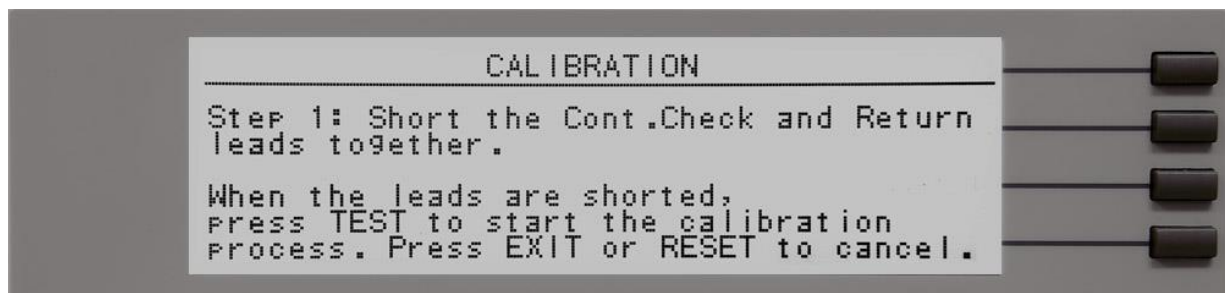 CALIBRATION
Step 1: Short the Cont.Check and Return
leads together.
When the leads are shorted,
press TEST to start the calibration
process. Press EXIT or RESET to cancel.